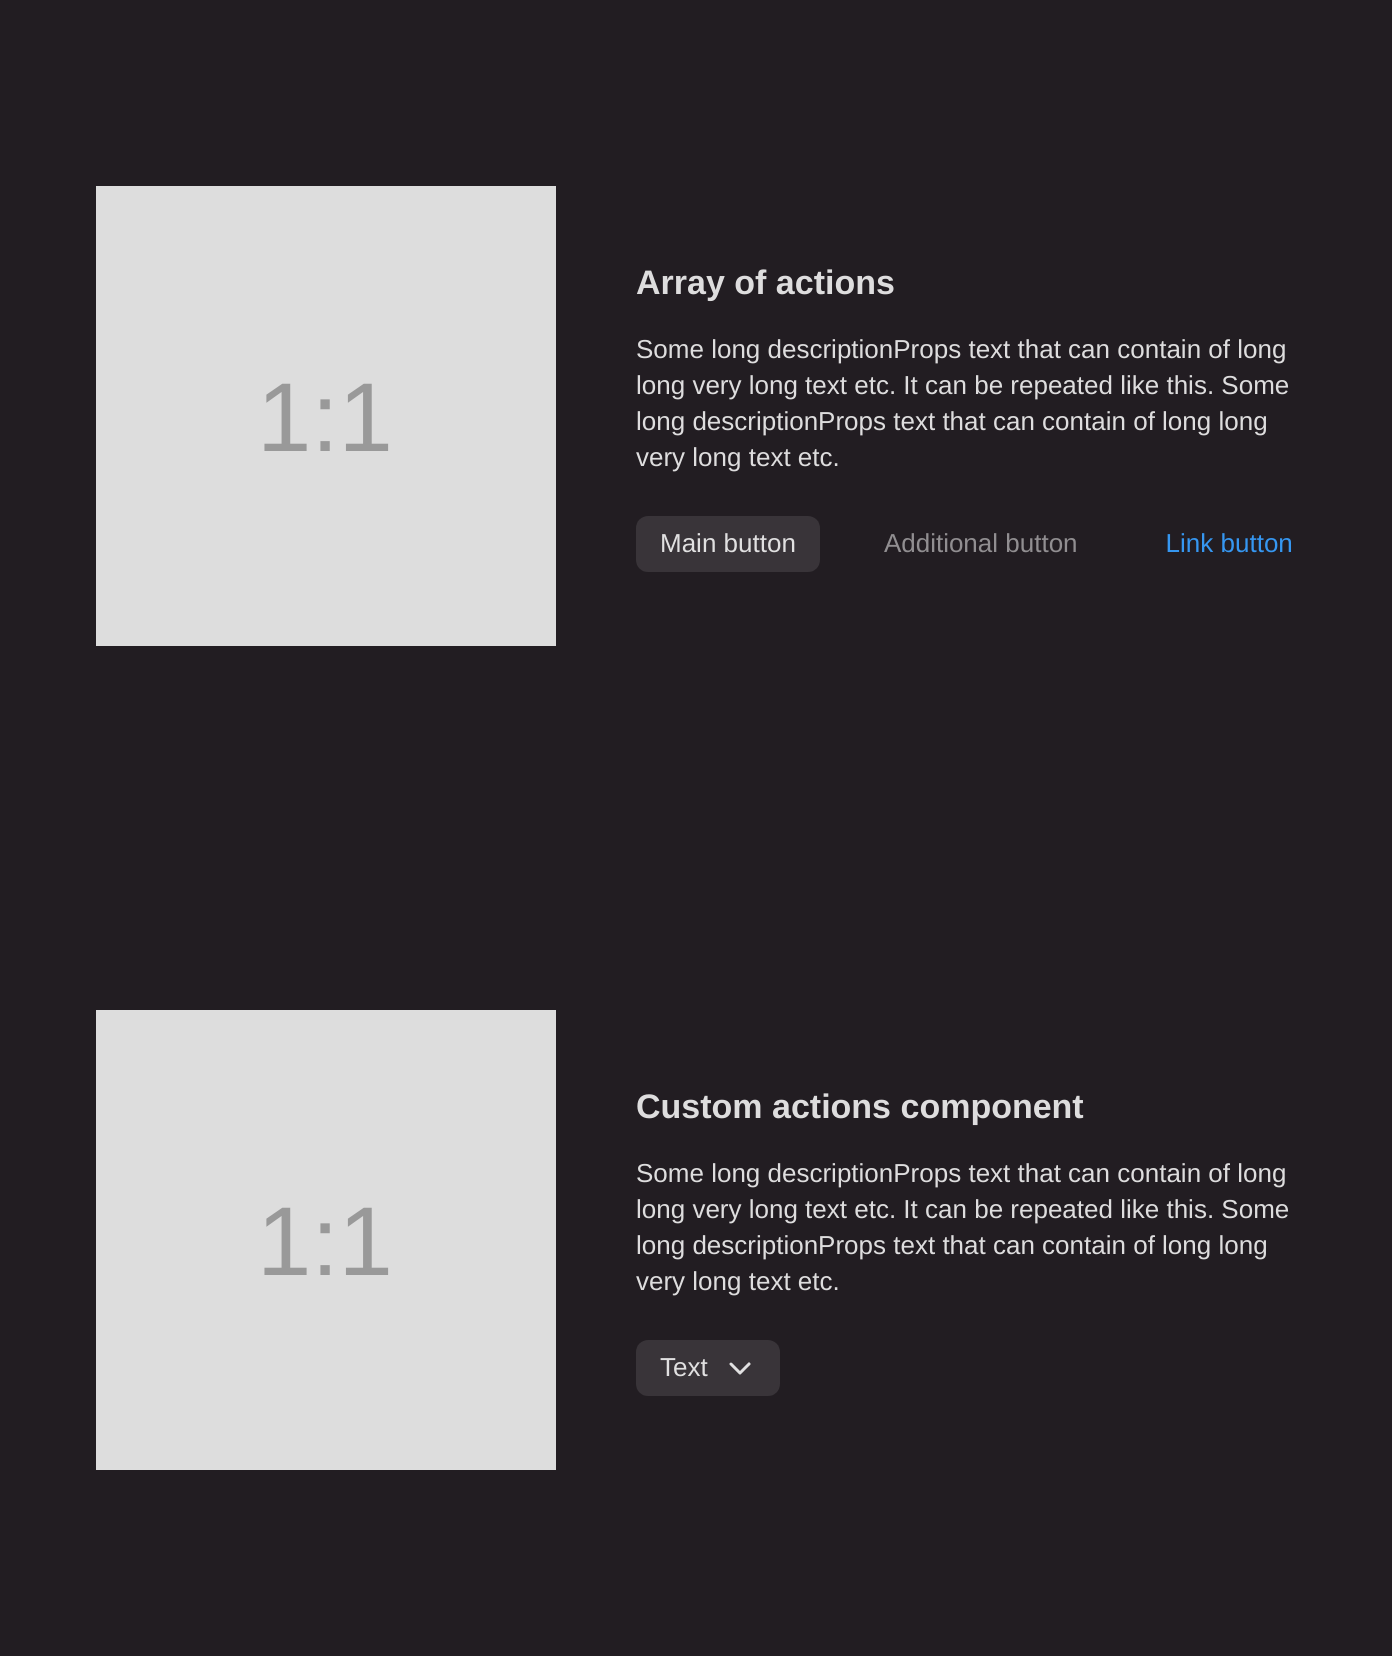 1:1
Array of actions
Some long descriptionProps text that can contain of long
long very long text etc. It can be repeated like this. Some
long descriptionProps text that can contain of long long
very long text etc.
Main button
Additional button
Link button
1:1
Custom actions component
Some long descriptionProps text that can contain of long
long very long text etc. It can be repeated like this. Some
long descriptionProps text that can contain of long long
very long text etc.
Text